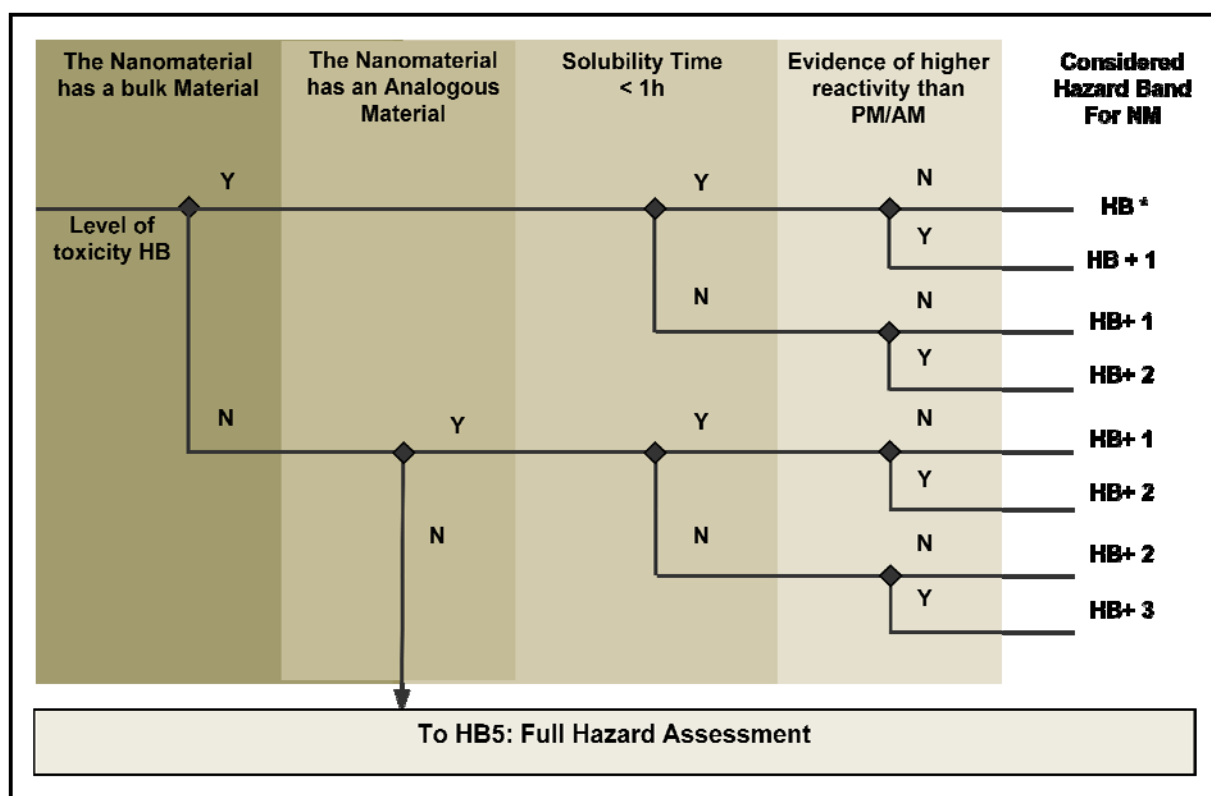 The Nanomaterial
has a bulk Material
The Nanomaterial
has an Analogous
Material
Solubility Time
< 1h
Evidence of higher
reactivity than
PM/AM
Considered
Hazard Band
For NM
Y
Y
N
HB *
Level of
toxicity HB
Y
HB + 1
N
N
HB+ 1
Y
HB+ 2
N
Y
Y
N
HB+ 1
Y
HB+ 2
N
N
N
HB+ 2
Y
HB+ 3
To HB5: Full Hazard Assessment